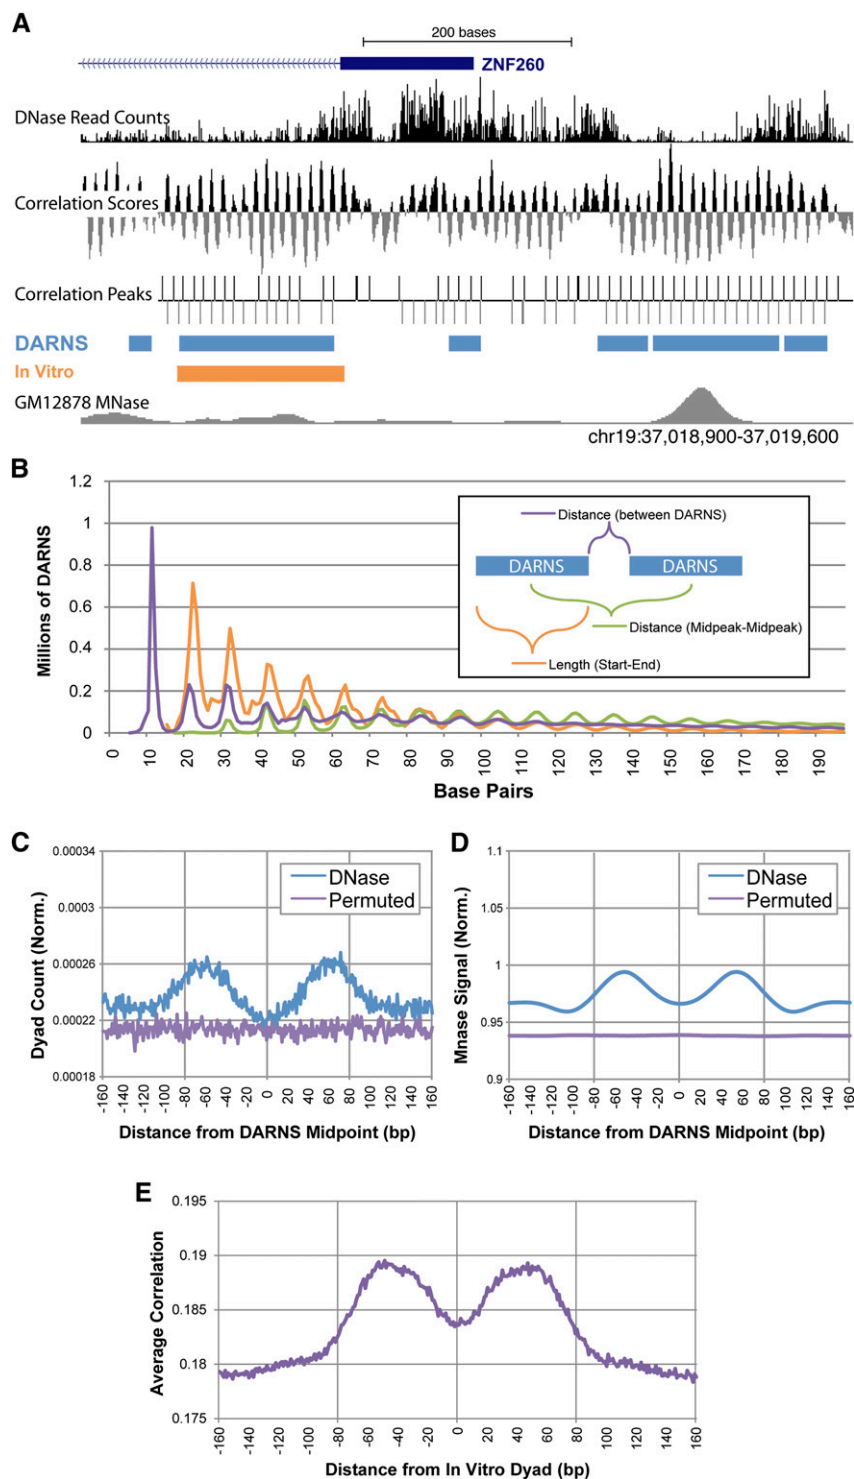 A
200 bases
ZNF260
DNase Read Counts
Correlation Scores
Correlation Peaks
DARNS
In Vitro
GM12878 MNase
chr19:37,018,900-37,019,600
B
Millions of DARNS
1.2
1
0.8
0.6
0.4
0.2
0
Distance (between DARNS)
DARNS DARNS
Distance (Midpeak-Midpeak)
Length (Start-End)
0 10 20 30 40 50 60 70 80 90 100 110 120 130 140 150 160 170 180 190
Base Pairs
C
Dyad Count (Norm.)
0.00034
0.0003
0.00026
0.00022
0.00018
DNase
Permuted
-160 -140 -120 -100 -80 -60 -40 -20 0 20 40 60 80 100 120 140 160
Distance from DARNS Midpoint (bp)
D
Mnase Signal (Norm.)
1.1
1.05
1
0.95
0.9
DNase
Permuted
-160 -140 -120 -100 -80 -60 -40 -20 0 20 40 60 80 100 120 140 160
Distance from DARNS Midpoint (bp)
E
Average Correlation
0.195
0.19
0.185
0.18
0.175
-160 -140 -120 -100 -80 -60 -40 -20 0 20 40 60 80 100 120 140 160
Distance from In Vitro Dyad (bp)